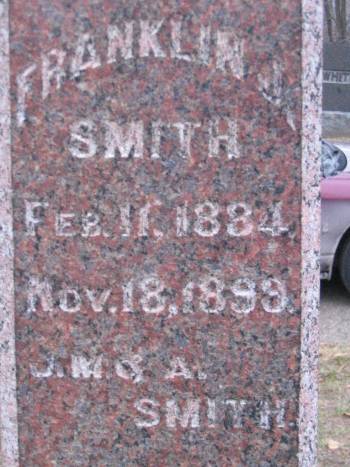 FRANKLIN J.
SMITH
FEB. 11, 1884,
NOV. 18, 1898.
J.M. & A.
SMITH.